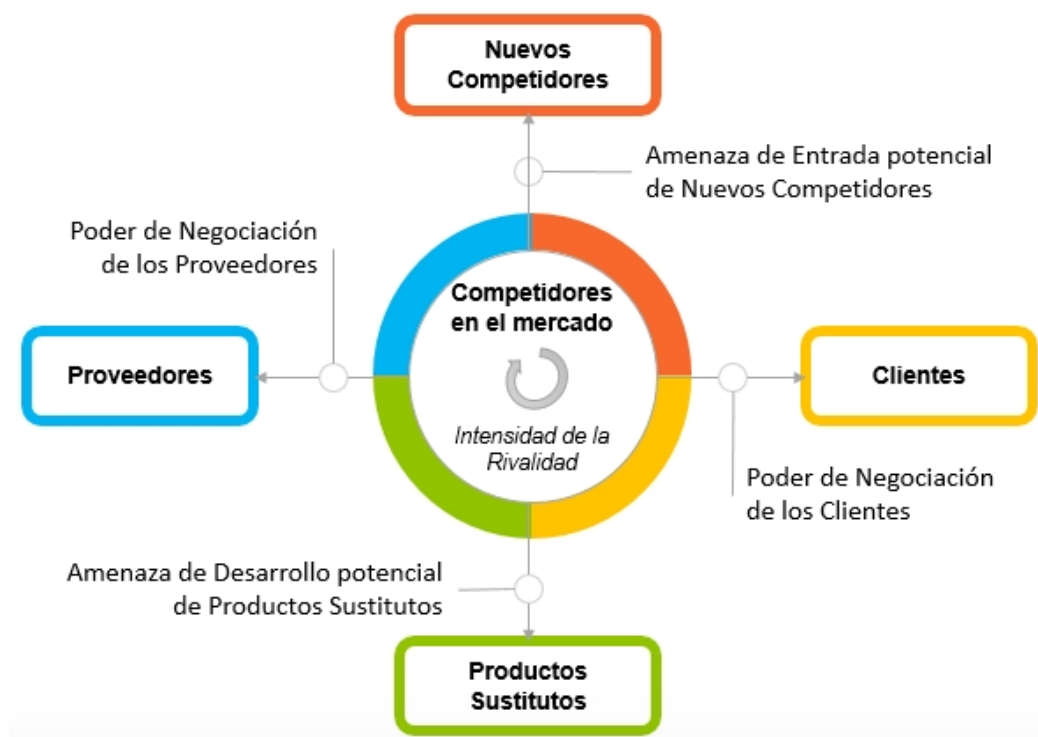 Nuevos
Competidores
Amenaza de Entrada potencial
de Nuevos Competidores
Poder de Negociación
de los Proveedores
Competidores
en el mercado
Proveedores
Clientes
Intensidad de la
Rivalidad
Poder de Negociación
de los Clientes
Amenaza de Desarrollo potencial
de Productos Sustitutos
Productos
Sustitutos